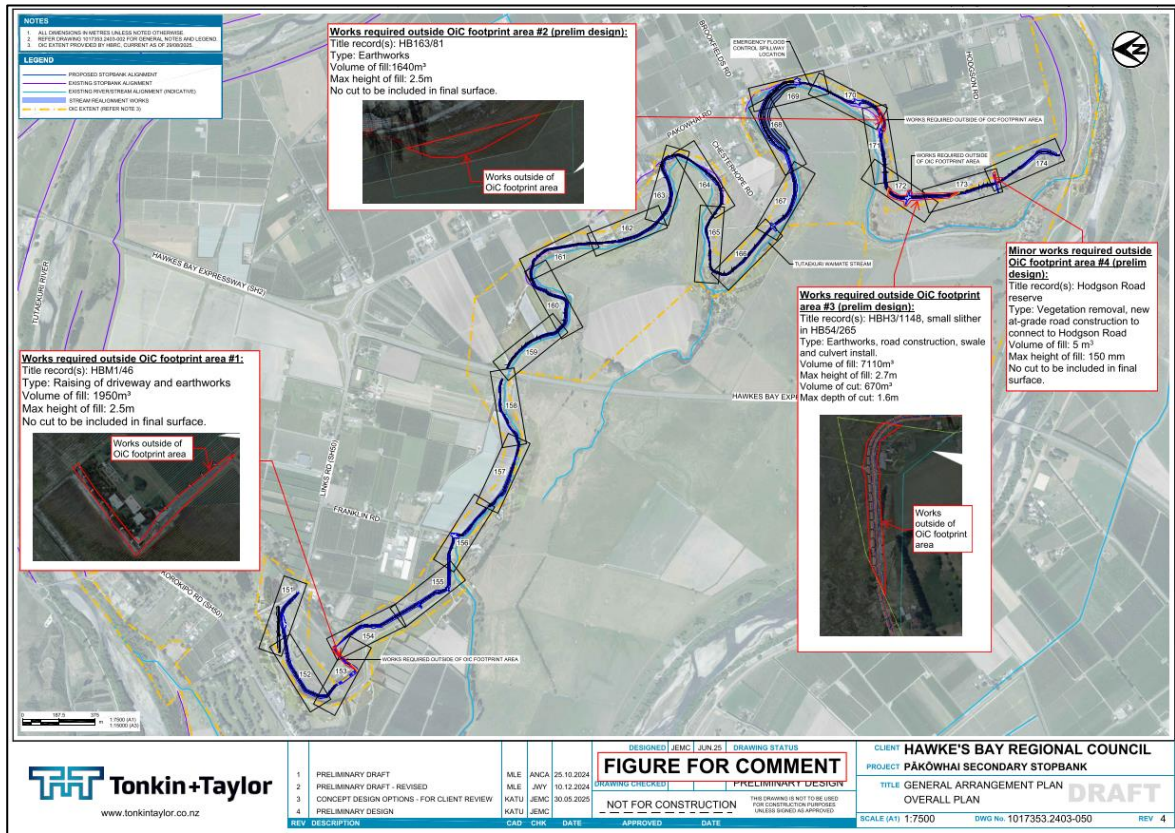 NOTES
1. ALL DIMENSIONS IN METRES UNLESS NOTED OTHERWISE.
2. REFER DRAWING 1017353.2403-002 FOR GENERAL NOTES AND LEGEND.
3. OIC EXTENT PROVIDED BY HBRC, CURRENT AS OF 29/08/2025.
LEGEND
PROPOSED STOPBANK ALIGNMENT
EXISTING STOPBANK ALIGNMENT
EXISTING RIVER/STREAM ALIGNMENT (INDICATIVE)
STREAM REALIGNMENT WORKS
OIC EXTENT (REFER NOTE 3)
Works required outside OiC footprint area #2 (prelim design):
Title record(s): HB163/81
Type: Earthworks
Volume of fill:1640m³
Max height of fill: 2.5m
No cut to be included in final surface.
Works outside of
OiC footprint area
BROOKFIELDS RD
EMERGENCY FLOOD
CONTROL SPILLWAY
LOCATION
HODGSON RD
PAKOWHAI RD
CHESTERHOPE RD
169
170
168
171
WORKS REQUIRED OUTSIDE OF OIC FOOTPRINT AREA
WORKS REQUIRED OUTSIDE
OF OIC FOOTPRINT AREA
172
173
174
163
164
162
165
167
166
161
160
159
TUTAEKURI WAIMATE STREAM
TUTAEKURI RIVER
HAWKES BAY EXPRESSWAY (SH2)
HAWKES BAY EXP
Minor works required outside
OiC footprint area #4 (prelim
design):
Title record(s): Hodgson Road
reserve
Type: Vegetation removal, new
at-grade road construction to
connect to Hodgson Road
Volume of fill: 5 m³
Max height of fill: 150 mm
No cut to be included in final
surface.
Works required outside OiC footprint
area #3 (prelim design):
Title record(s): HBH3/1148, small slither
in HB54/265
Type: Earthworks, road construction, swale
and culvert install.
Volume of fill: 7110m³
Max height of fill: 2.7m
Volume of cut: 670m³
Max depth of cut: 1.6m
Works
outside of
OiC footprint
area
Works required outside OiC footprint area #1:
Title record(s): HBM1/46
Type: Raising of driveway and earthworks
Volume of fill: 1950m³
Max height of fill: 2.5m
No cut to be included in final surface.
Works outside of
OiC footprint area
LINKS RD (SH50)
FRANKLIN RD
KOROKIPO RD (SH50)
158
157
156
155
154
151
152
153
WORKS REQUIRED OUTSIDE OF OIC FOOTPRINT AREA
0 187.5 375
m
1:7500 (A1)
1:15000 (A3)
Tonkin+Taylor
www.tonkintaylor.co.nz
1 PRELIMINARY DRAFT MLE ANCA 25.10.2024
2 PRELIMINARY DRAFT - REVISED MLE JWY 10.12.2024
3 CONCEPT DESIGN OPTIONS - FOR CLIENT REVIEW KATU JEMC 30.05.2025
4 PRELIMINARY DESIGN KATU JEMC
REV DESCRIPTION CAD CHK DATE
DESIGNED JEMC JUN.25 DRAWING STATUS
FIGURE FOR COMMENT
DRAWING CHECKED PRELIMINARY DESIGN
NOT FOR CONSTRUCTION
THIS DRAWING IS NOT TO BE USED
FOR CONSTRUCTION PURPOSES
UNLESS SIGNED AS APPROVED
APPROVED DATE
CLIENT HAWKE'S BAY REGIONAL COUNCIL
PROJECT PĀKŌWHAI SECONDARY STOPBANK
TITLE GENERAL ARRANGEMENT PLAN
OVERALL PLAN
DRAFT
SCALE (A1) 1:7500 DWG No. 1017353.2403-050 REV 4